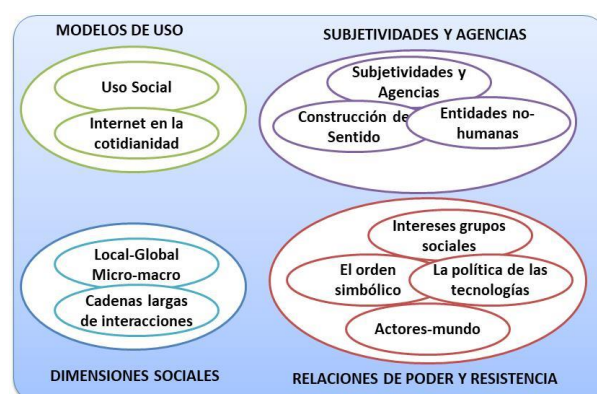 MODELOS DE USO
Uso Social
Internet en la
cotidianidad
SUBJETIVIDADES Y AGENCIAS
Subjetividades y
Agencias
Construcción de
Sentido
Entidades no-
humanas
Local-Global
Micro-macro
Cadenas largas
de interacciones
DIMENSIONES SOCIALES
Intereses grupos
sociales
El orden
simbólico
La política de las
tecnologías
Actores-mundo
RELACIONES DE PODER Y RESISTENCIA